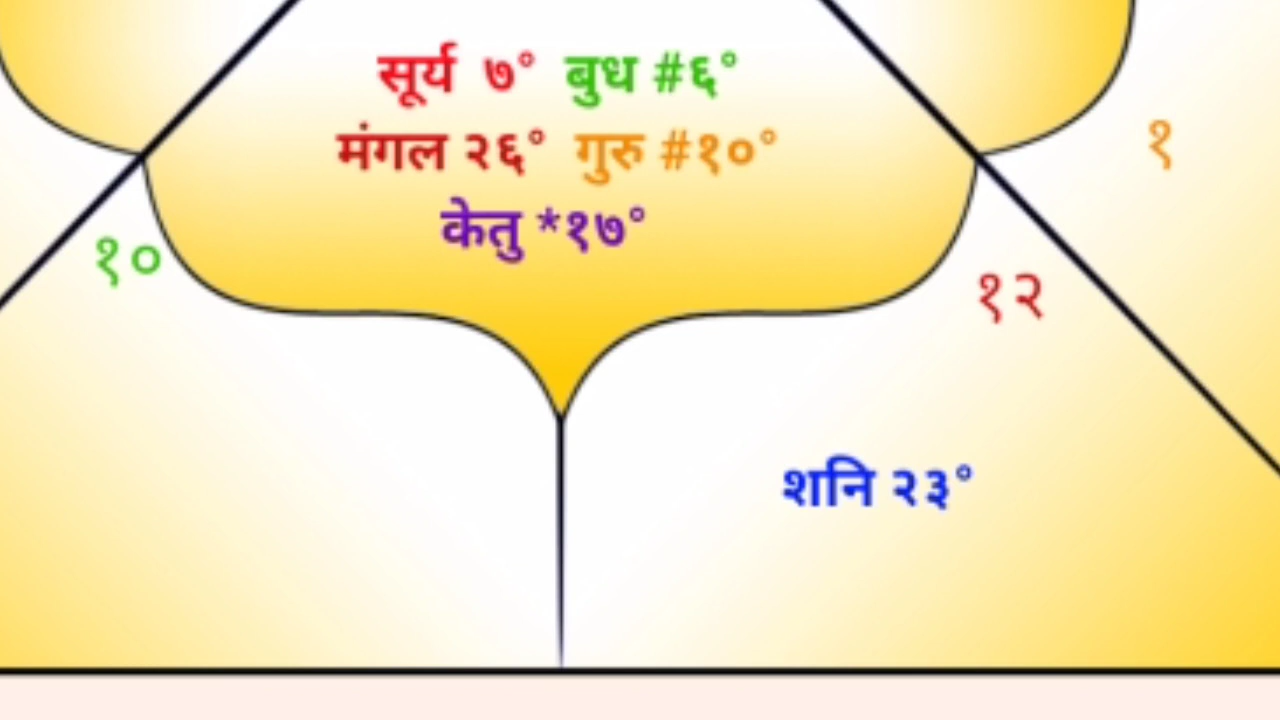 सूर्य ७° बुध #६°
मंगल २६° गुरु #१०°
१
केतु *१७°
१०
१२
शनि २३°